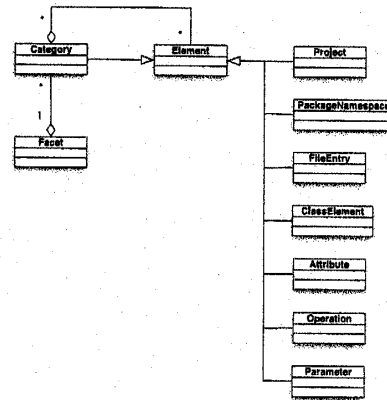 *
*
Category
Element
Project
*
PackageNamespace
1
Facet
FileEntry
ClassElement
Attribute
Operation
Parameter